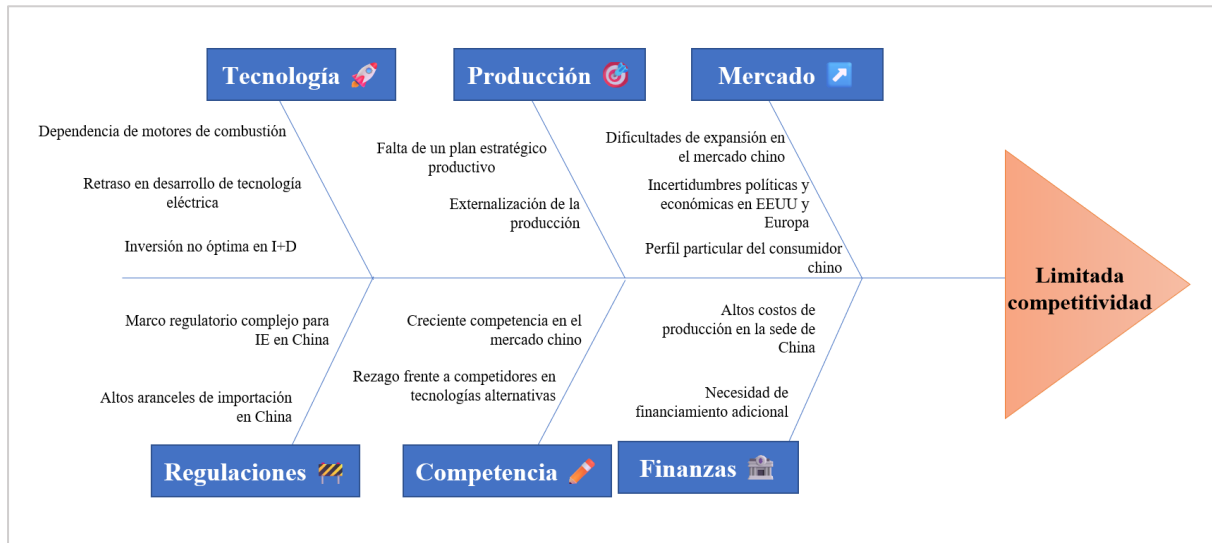 Tecnología 🚀
Producción 🎯
Mercado ↗️
Dependencia de motores de combustión
Retraso en desarrollo de tecnología
eléctrica
Inversión no óptima en I+D
Falta de un plan estratégico
productivo
Externalización de la
producción
Dificultades de expansión en
el mercado chino
Incertidumbres políticas y
económicas en EEUU y
Europa
Perfil particular del consumidor
chino
Limitada
competitividad
Marco regulatorio complejo para
IE en China
Altos aranceles de importación
en China
Creciente competencia en el
mercado chino
Rezago frente a competidores en
tecnologías alternativas
Altos costos de
producción en la sede de
China
Necesidad de
financiamiento adicional
Regulaciones 🚧
Competencia ✏️
Finanzas 🏦